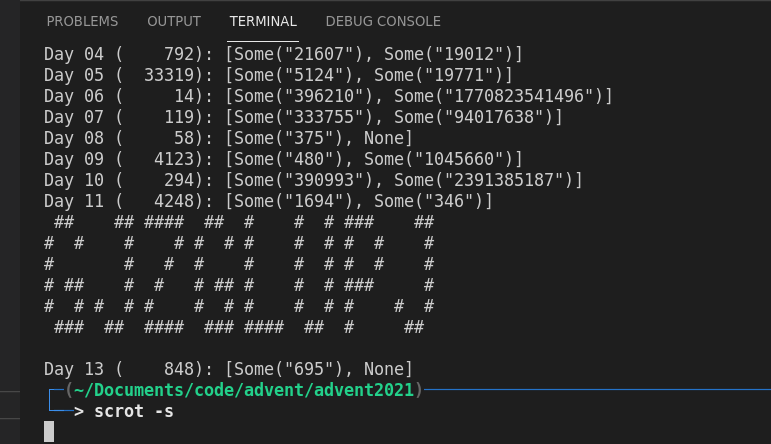 PROBLEMS OUTPUT TERMINAL DEBUG CONSOLE
Day 04 (    792): [Some("21607"), Some("19012")]
Day 05 (  33319): [Some("5124"), Some("19771")]
Day 06 (     14): [Some("396210"), Some("1770823541496")]
Day 07 (    119): [Some("333755"), Some("94017638")]
Day 08 (     58): [Some("375"), None]
Day 09 (   4123): [Some("480"), Some("1045660")]
Day 10 (    294): [Some("390993"), Some("2391385187")]
Day 11 (   4248): [Some("1694"), Some("346")]
 ##    ## ####  ##  #    #  # ###    ##
#  #    #    # #  # #    #  # #  #    #
#       #   #  #    #    #  # #  #    #
# ##    #  #   # ## #    #  # ###     #
#  # #  # #    #  # #    #  # #    #  #
 ###  ##  ####  ### ####  ##  #     ##
Day 13 (    848): [Some("695"), None]
(~/Documents/code/advent/advent2021)
> scrot -s